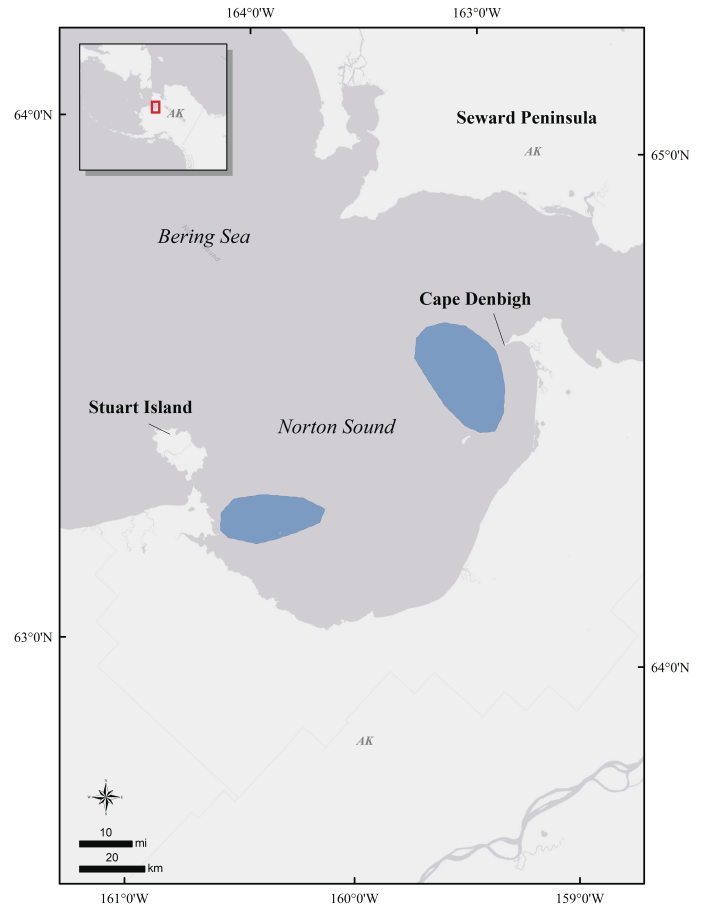 164°0'W
163°0'W
AK
64°0'N
Seward Peninsula
AK
65°0'N
Bering Sea
Cape Denbigh
Stuart Island
Norton Sound
63°0'N
64°0'N
AK
10
mi
20
km
161°0'W
160°0'W
159°0'W